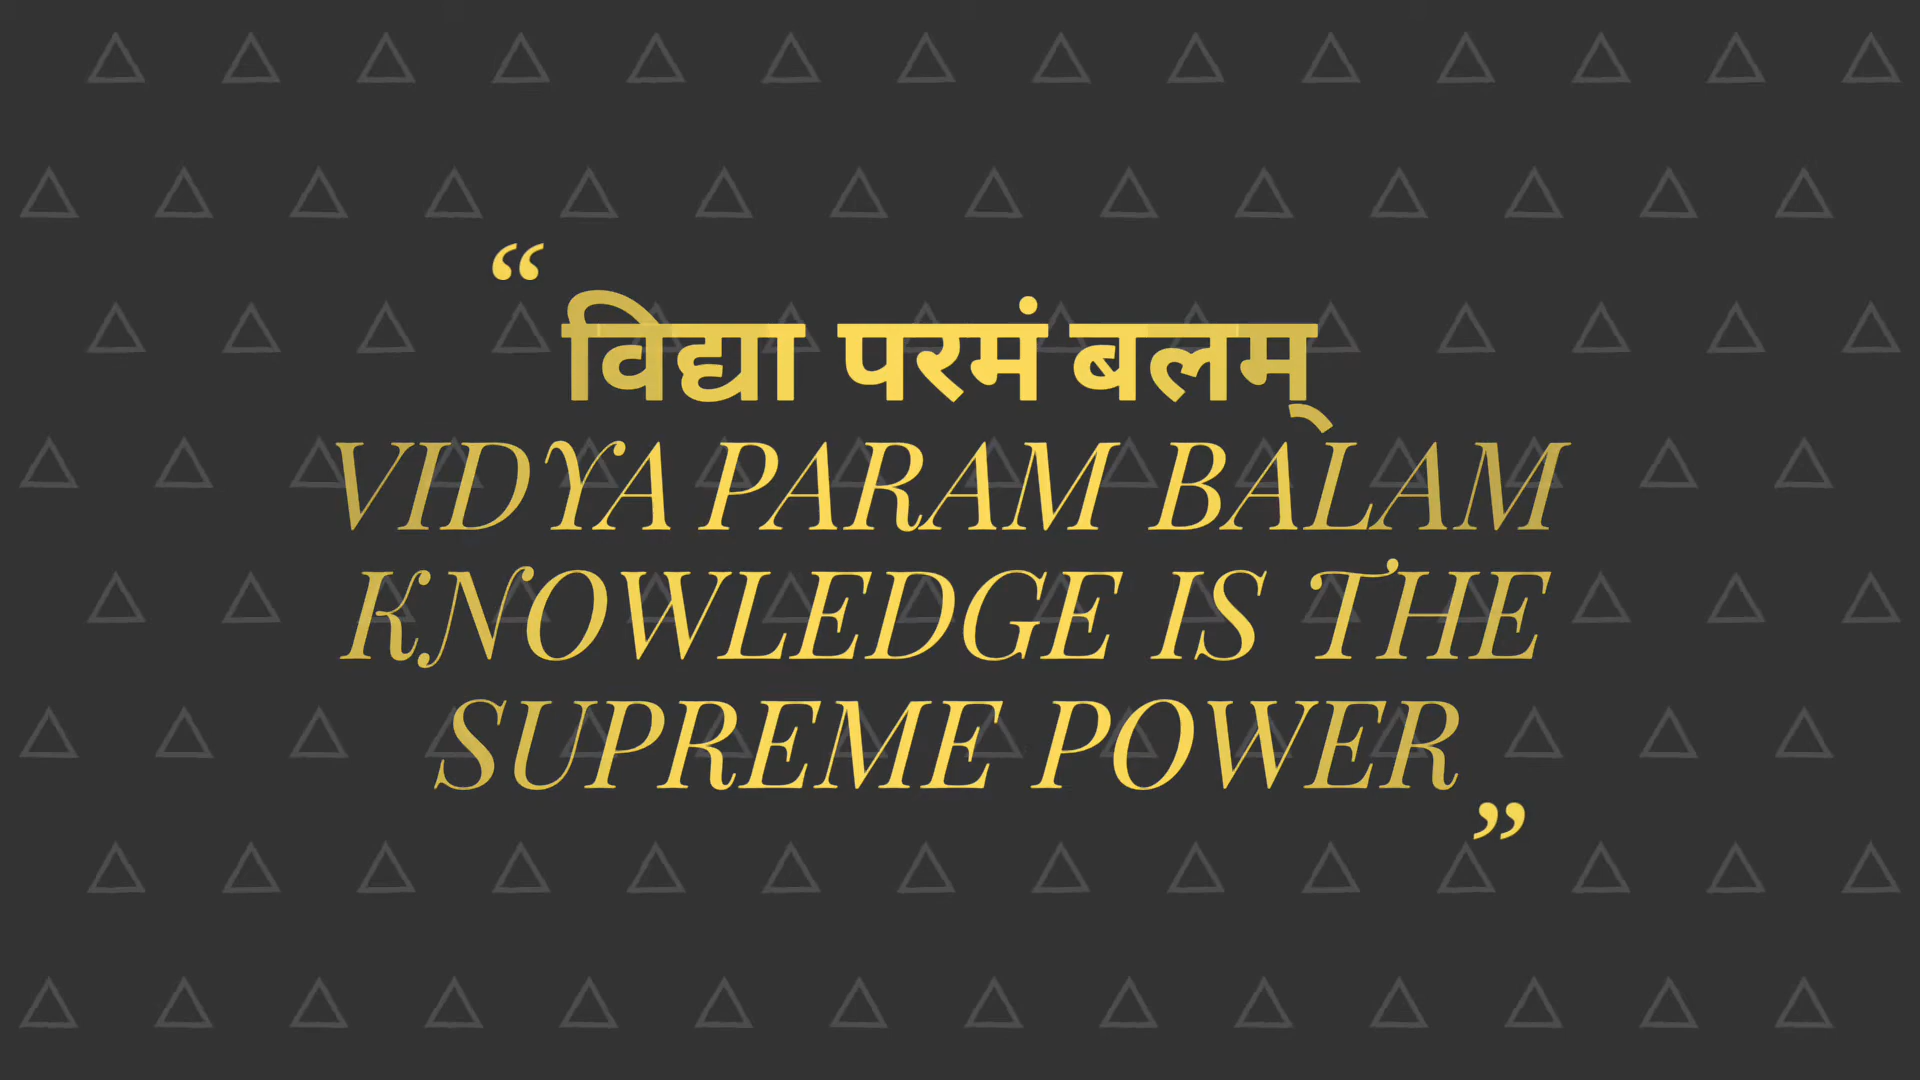 “
विद्या परमं बलम्
VIDYA PARAM BALAM
KNOWLEDGE IS THE
SUPREME POWER
”